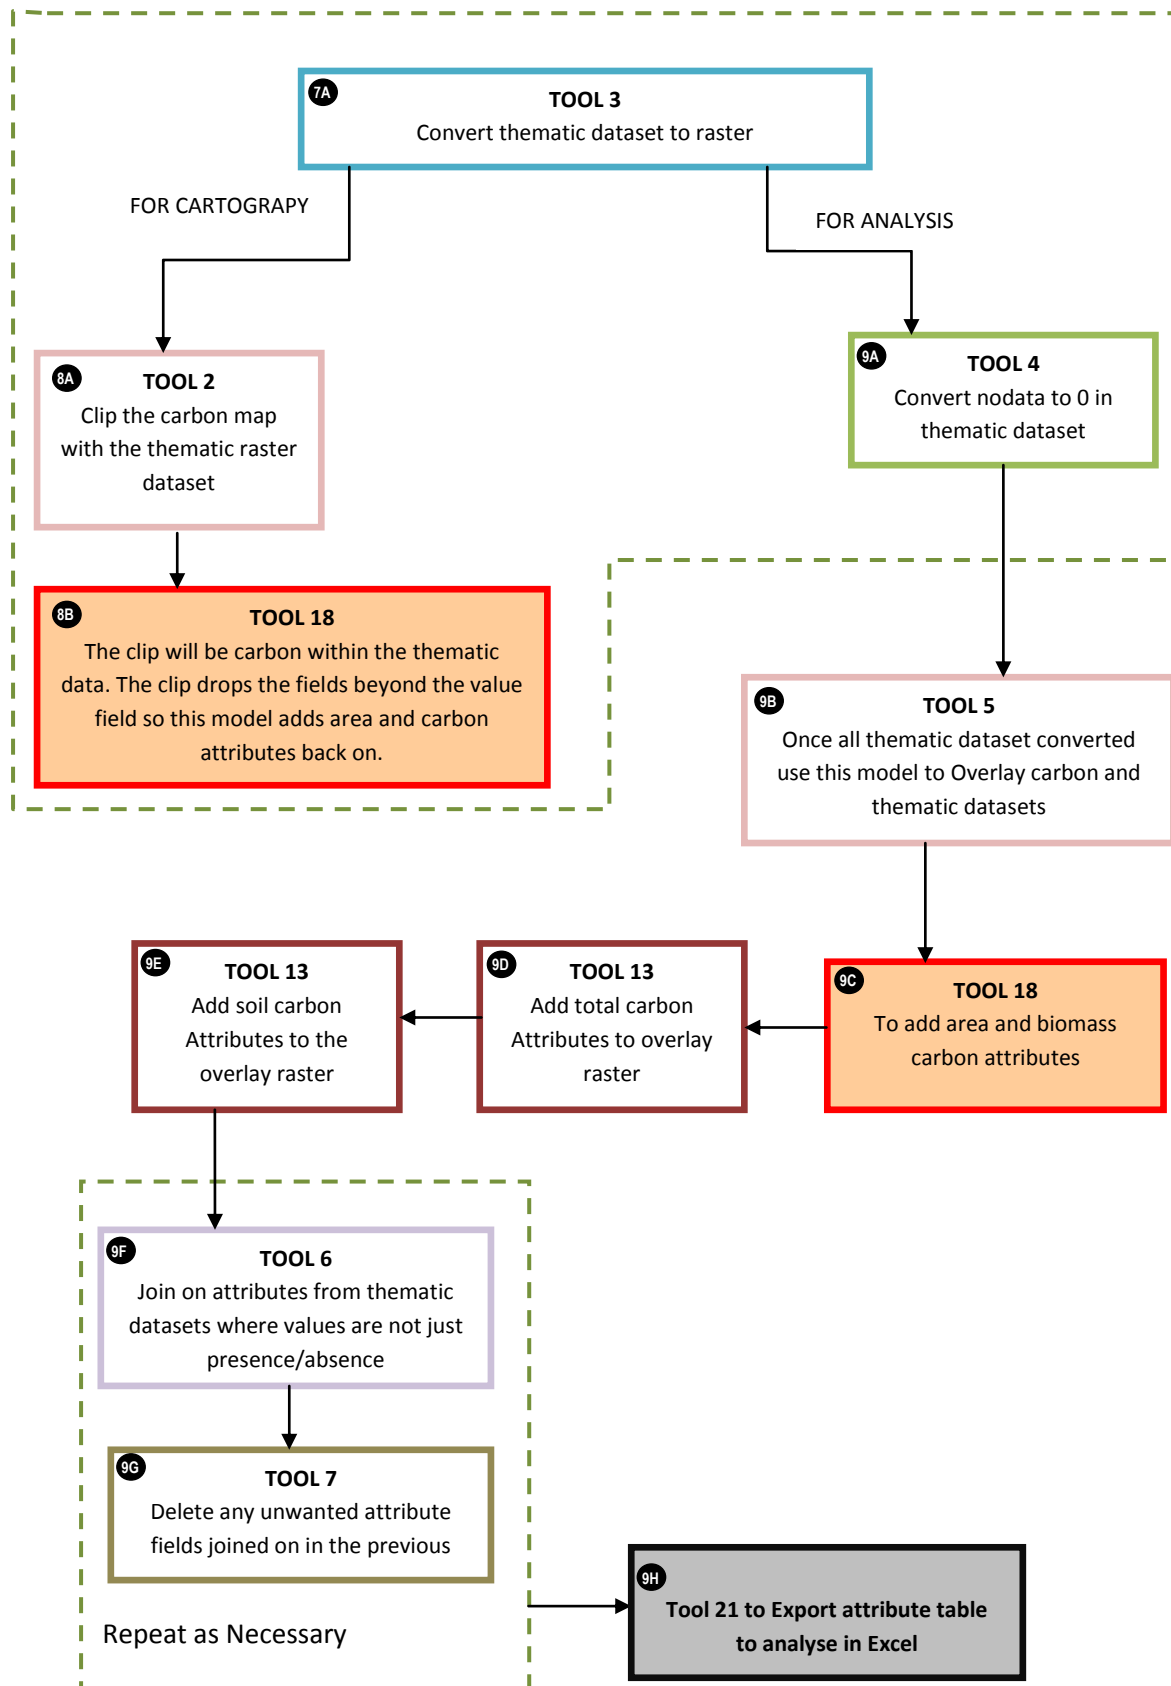 7A
TOOL 3
Convert thematic dataset to raster
FOR CARTOGRAPY
FOR ANALYSIS
8A
TOOL 2
Clip the carbon map
with the thematic raster
dataset
9A
TOOL 4
Convert nodata to 0 in
thematic dataset
8B
TOOL 18
The clip will be carbon within the thematic
data. The clip drops the fields beyond the value
field so this model adds area and carbon
attributes back on.
9B
TOOL 5
Once all thematic dataset converted
use this model to Overlay carbon and
thematic datasets
9C
TOOL 18
To add area and biomass
carbon attributes
9D
TOOL 13
Add total carbon
Attributes to overlay
raster
9E
TOOL 13
Add soil carbon
Attributes to the
overlay raster
9F
TOOL 6
Join on attributes from thematic
datasets where values are not just
presence/absence
9G
TOOL 7
Delete any unwanted attribute
fields joined on in the previous
Repeat as Necessary
9H
Tool 21 to Export attribute table
to analyse in Excel